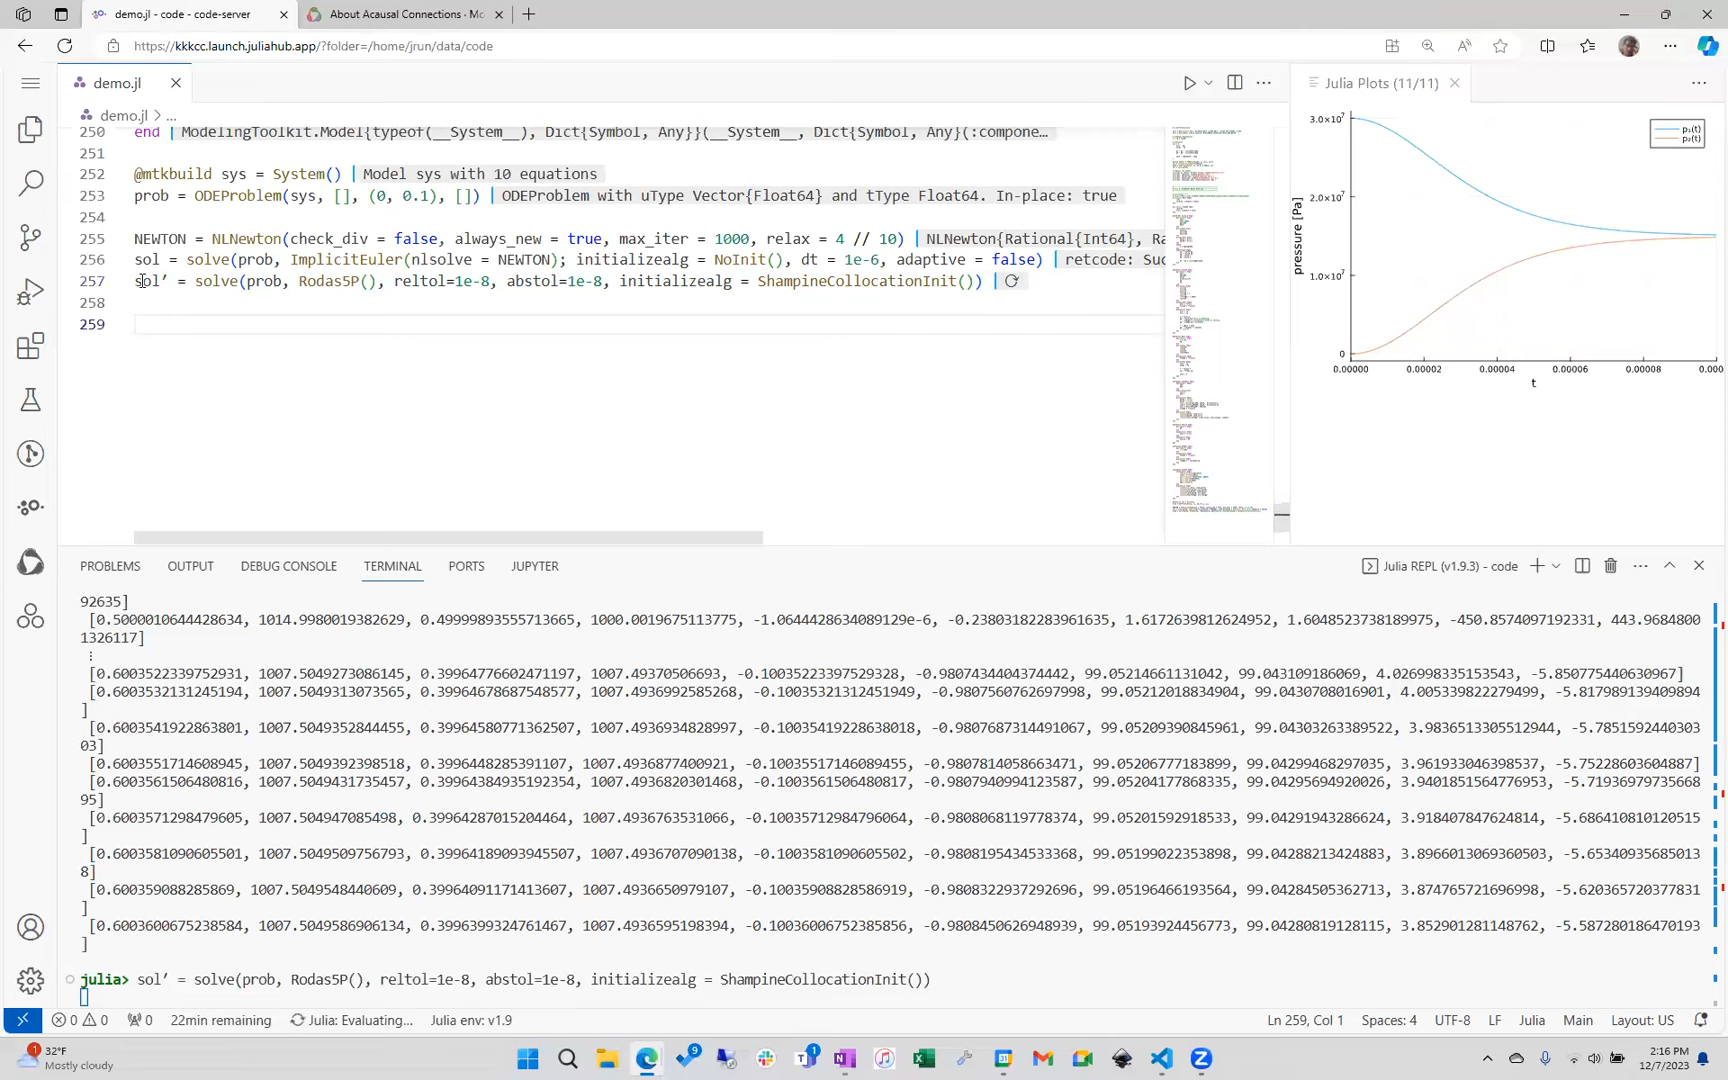 demo.jl - code - code-server
About Acausal Connections - Mo
https://kkkcc.launch.juliahub.app/?folder=/home/jrun/data/code
demo.jl
Julia Plots (11/11)
demo.jl > ...
250 end ModelingToolkit.Model{typeof(__System__), Dict{Symbol, Any}}(__System__, Dict{Symbol, Any}(:compone…
251
252 @mtkbuild sys = System() Model sys with 10 equations
253 prob = ODEProblem(sys, [], (0, 0.1), []) ODEProblem with uType Vector{Float64} and tType Float64. In-place: true
254
255 NEWTON = NLNewton(check_div = false, always_new = true, max_iter = 1000, relax = 4 // 10) NLNewton{Rational{Int64}, Ra
256 sol = solve(prob, ImplicitEuler(nlsolve = NEWTON); initializealg = NoInit(), dt = 1e-6, adaptive = false) retcode: Suc
257 sol′ = solve(prob, Rodas5P(), reltol=1e-8, abstol=1e-8, initializealg = ShampineCollocationInit())
258
259
3.0×10⁷
2.0×10⁷
1.0×10⁷
0
pressure [Pa]
p₁(t)
p₂(t)
0.00000 0.00002 0.00004 0.00006 0.00008 0.000
t
PROBLEMS OUTPUT DEBUG CONSOLE TERMINAL PORTS JUPYTER
Julia REPL (v1.9.3) - code
92635]
[0.5000010644428634, 1014.9980019382629, 0.49999893555713665, 1000.0019675113775, -1.0644428634089129e-6, -0.23803182283961635, 1.6172639812624952, 1.6048523738189975, -450.8574097192331, 443.9684800
1326117]
⋮
[0.6003522339752931, 1007.5049273086145, 0.39964776602471197, 1007.49370506693, -0.10035223397529328, -0.9807434404374442, 99.05214661131042, 99.043109186069, 4.026998335153543, -5.850775440630967]
[0.6003532131245194, 1007.5049313073565, 0.39964678687548577, 1007.4936992585268, -0.10035321312451949, -0.9807560762697998, 99.05212018834904, 99.0430708016901, 4.005339822279499, -5.817989139409894
]
[0.6003541922863801, 1007.5049352844455, 0.39964580771362507, 1007.4936934828997, -0.10035419228638018, -0.9807687314491067, 99.05209390845961, 99.04303263389522, 3.9836513305512944, -5.7851592440303
03]
[0.6003551714608945, 1007.5049392398518, 0.3996448285391107, 1007.4936877400921, -0.10035517146089455, -0.9807814058663471, 99.05206777183899, 99.04299468297035, 3.961933046398537, -5.75228603604887]
[0.6003561506480816, 1007.5049431735457, 0.39964384935192354, 1007.4936820301468, -0.1003561506480817, -0.9807940994123587, 99.05204177868335, 99.04295694920026, 3.9401851564776953, -5.71936979735668
95]
[0.6003571298479605, 1007.504947085498, 0.39964287015204464, 1007.4936763531066, -0.10035712984796064, -0.9808068119778374, 99.05201592918533, 99.04291943286624, 3.918407847624814, -5.686410810120515
]
[0.6003581090605501, 1007.5049509756793, 0.39964189093945507, 1007.4936707090138, -0.1003581090605502, -0.9808195434533368, 99.05199022353898, 99.04288213424883, 3.8966013069360503, -5.65340935685013
8]
[0.600359088285869, 1007.5049548440609, 0.39964091171413607, 1007.4936650979107, -0.10035908828586919, -0.9808322937292696, 99.05196466193564, 99.04284505362713, 3.874765721696998, -5.620365720377831
]
[0.6003600675238584, 1007.5049586906134, 0.3996399324761467, 1007.4936595198394, -0.10036006752385856, -0.9808450626948939, 99.05193924456773, 99.04280819128115, 3.852901281148762, -5.587280186470193
]
julia> sol′ = solve(prob, Rodas5P(), reltol=1e-8, abstol=1e-8, initializealg = ShampineCollocationInit())
0 0 0 22min remaining Julia: Evaluating... Julia env: v1.9
Ln 259, Col 1 Spaces: 4 UTF-8 LF Julia Main Layout: US
1
32°F
Mostly cloudy
9
1
2:16 PM
12/7/2023